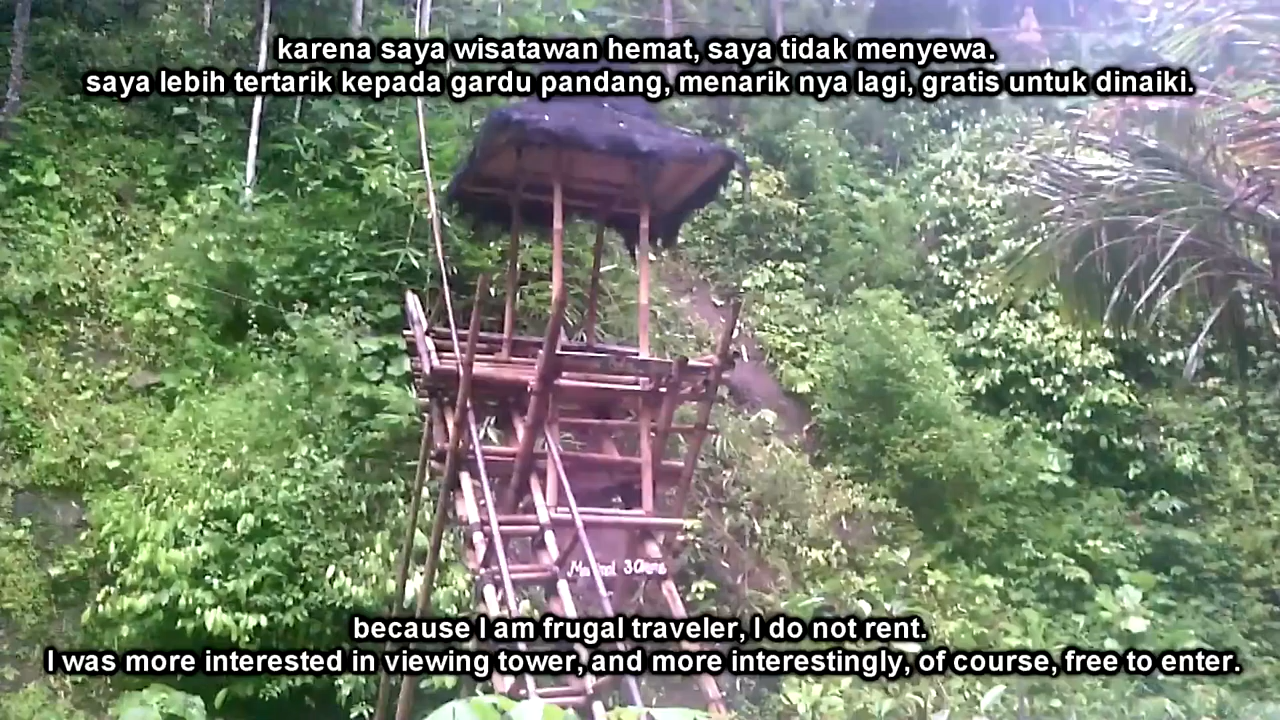 karena saya wisatawan hemat, saya tidak menyewa.
saya lebih tertarik kepada gardu pandang, menarik nya lagi, gratis untuk dinaiki.
because I am frugal traveler, I do not rent.
I was more interested in viewing tower, and more interestingly, of course, free to enter.